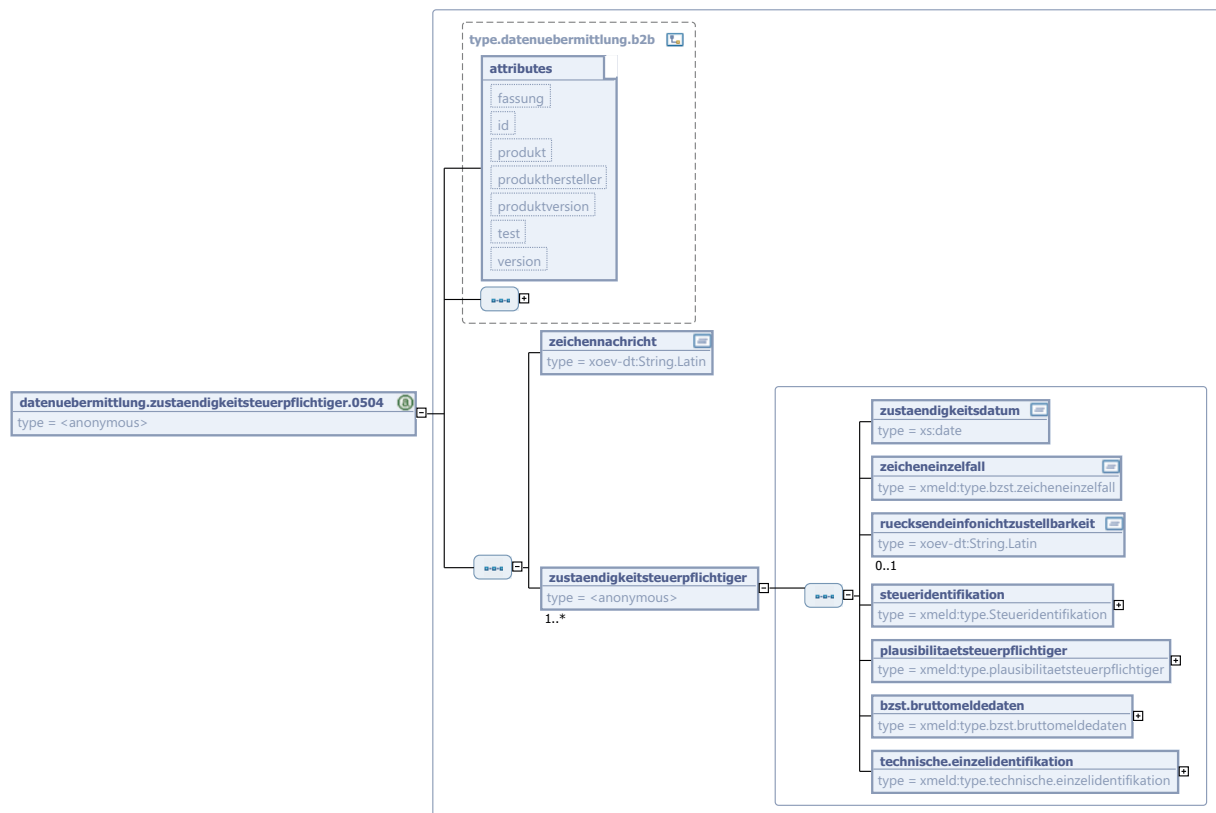 type.datenuebermittlung.b2b
attributes
fassung
id
produkt
produkthersteller
produktversion
test
version
zeichennachricht
type = xoev-dt:String.Latin
datenuebermittlung.zustaendigkeitsteuerpflichtiger.0504
type = <anonymous>
zustaendigkeitsteuerpflichtiger
type = <anonymous>
1..*
zustaendigkeitsdatum
type = xs:date
zeicheneinzelfall
type = xmeld:type.bzst.zeicheneinzelfall
ruecksendeinfonichtzustellbarkeit
type = xoev-dt:String.Latin
0..1
steueridentifikation
type = xmeld:type.Steueridentifikation
plausibilitaetsteuerpflichtiger
type = xmeld:type.plausibilitaetsteuerpflichtiger
bzst.bruttomeldedaten
type = xmeld:type.bzst.bruttomeldedaten
technische.einzelidentifikation
type = xmeld:type.technische.einzelidentifikation